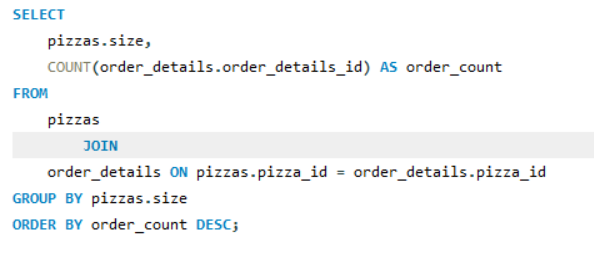 SELECT
pizzas.size,
COUNT(order_details.order_details_id) AS order_count
FROM
pizzas
JOIN
order_details ON pizzas.pizza_id = order_details.pizza_id
GROUP BY pizzas.size
ORDER BY order_count DESC;